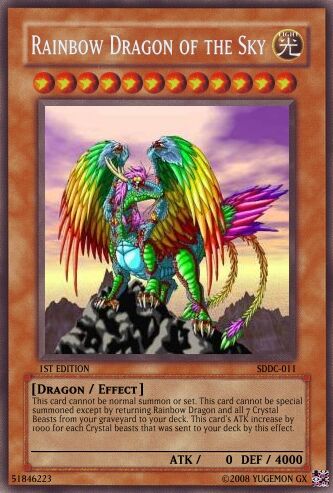 RAINBOW DRAGON OF THE SKY
LIGHT
光
1ST EDITION
SDDC-011
[DRAGON / EFFECT]
This card cannot be normal summon or set. This card cannot be special
summoned except by returning Rainbow Dragon and all 7 Crystal
Beasts from your graveyard to your deck. This card's ATK increase by
1000 for each Crystal beasts that was sent to your deck by this effect.
ATK / 0 DEF / 4000
51846223
©2008 YUGEMON GX